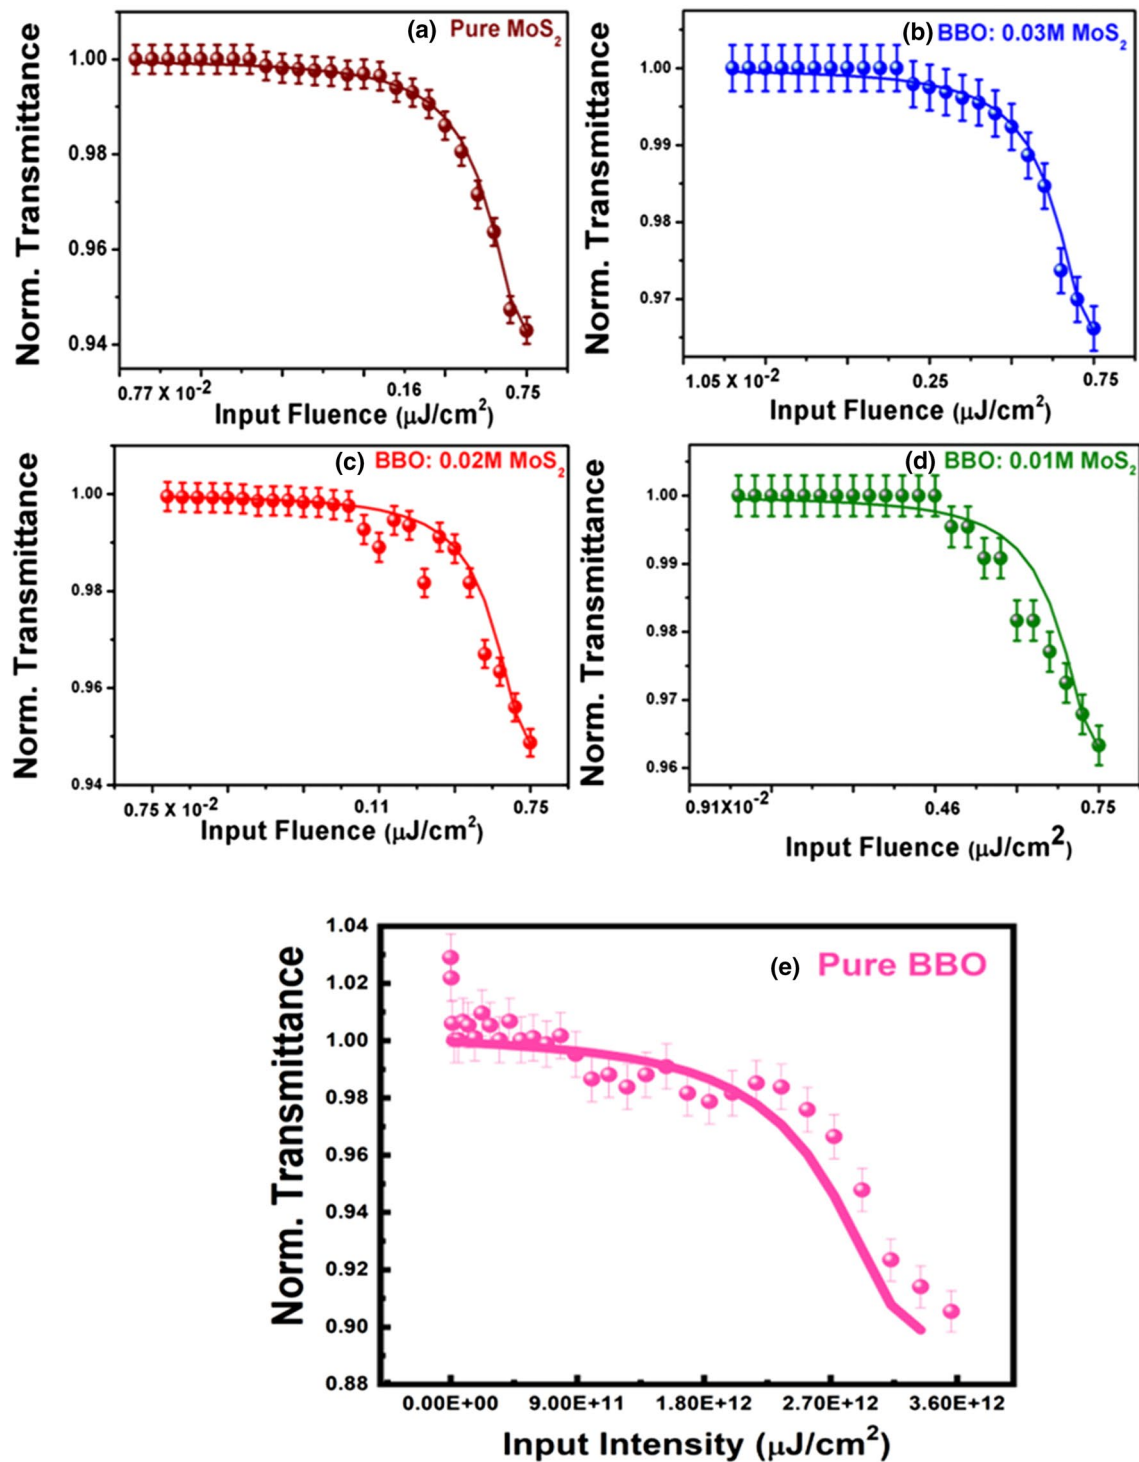 (a) Pure MoS₂
1.00
0.98
0.96
0.94
Norm. Transmittance
0.77 X 10⁻² 0.16 0.75
Input Fluence (μJ/cm²)
(b) BBO: 0.03M MoS₂
1.00
0.99
0.98
0.97
Norm. Transmittance
1.05 X 10⁻² 0.25 0.75
Input Fluence (μJ/cm²)
(c) BBO: 0.02M MoS₂
1.00
0.98
0.96
0.94
Norm. Transmittance
0.75 X 10⁻² 0.11 0.75
Input Fluence (μJ/cm²)
(d) BBO: 0.01M MoS₂
1.00
0.99
0.98
0.97
0.96
Norm. Transmittance
0.91X10⁻² 0.46 0.75
Input Fluence (μJ/cm²)
(e) Pure BBO
1.04
1.02
1.00
0.98
0.96
0.94
0.92
0.90
0.88
Norm. Transmittance
0.00E+00 9.00E+11 1.80E+12 2.70E+12 3.60E+12
Input Intensity (μJ/cm²)